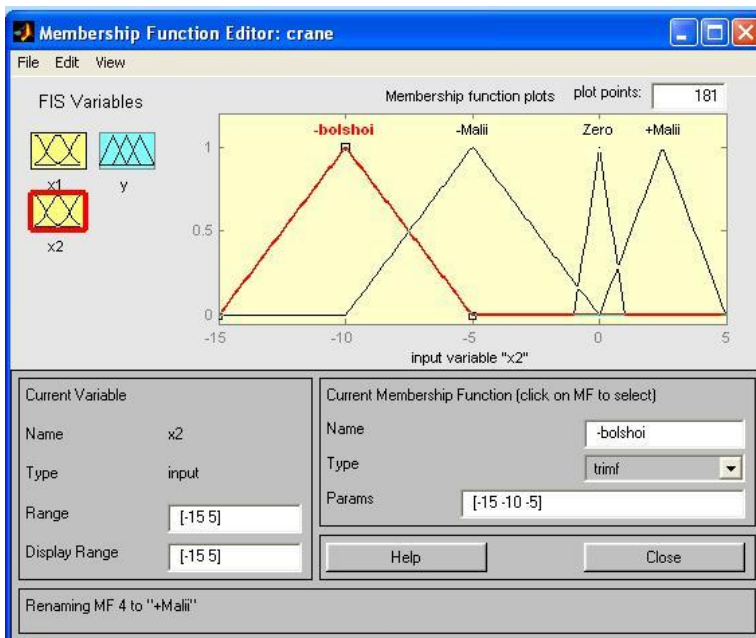 Membership Function Editor: crane
File Edit View
FIS Variables
Membership function plots plot points: 181
x1 y
x2
-bolshoi -Malii Zero +Malii
1
0.5
0
-15 -10 -5 0 5
input variable "x2"
Current Variable
Name x2
Type input
Range [-15 5]
Display Range [-15 5]
Current Membership Function (click on MF to select)
Name -bolshoi
Type trimf
Params [-15 -10 -5]
Help Close
Renaming MF 4 to "+Malii"